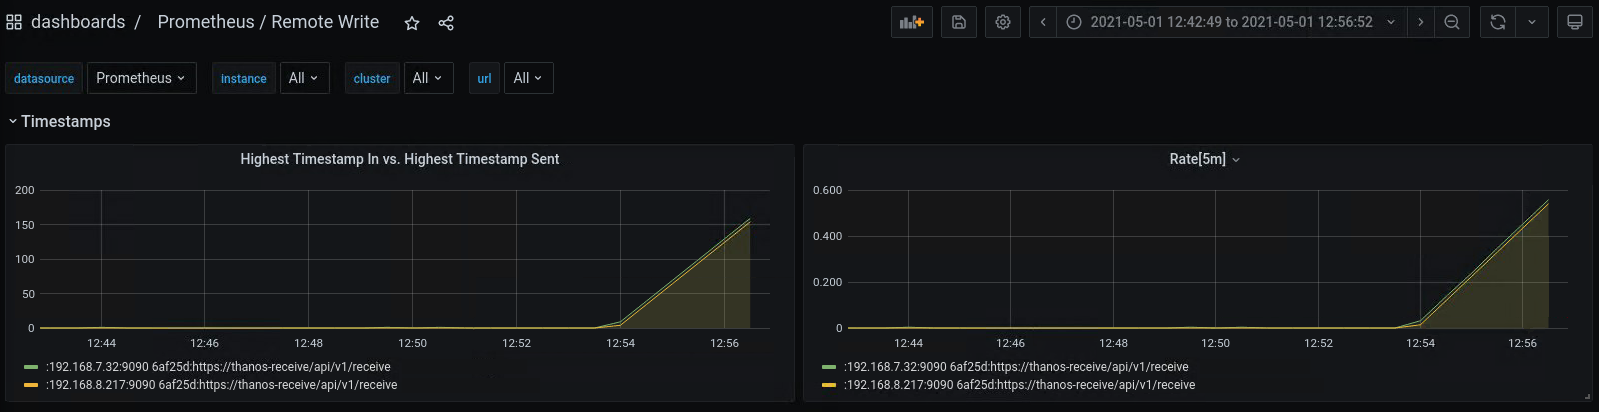 dashboards / Prometheus / Remote Write
2021-05-01 12:42:49 to 2021-05-01 12:56:52
datasource Prometheus instance All cluster All url All
Timestamps
Highest Timestamp In vs. Highest Timestamp Sent
200
150
100
50
0
12:44 12:46 12:48 12:50 12:52 12:54 12:56
:192.168.7.32:9090 6af25d:https://thanos-receive/api/v1/receive
:192.168.8.217:9090 6af25d:https://thanos-receive/api/v1/receive
Rate[5m]
0.600
0.400
0.200
0
12:44 12:46 12:48 12:50 12:52 12:54 12:56
:192.168.7.32:9090 6af25d:https://thanos-receive/api/v1/receive
:192.168.8.217:9090 6af25d:https://thanos-receive/api/v1/receive